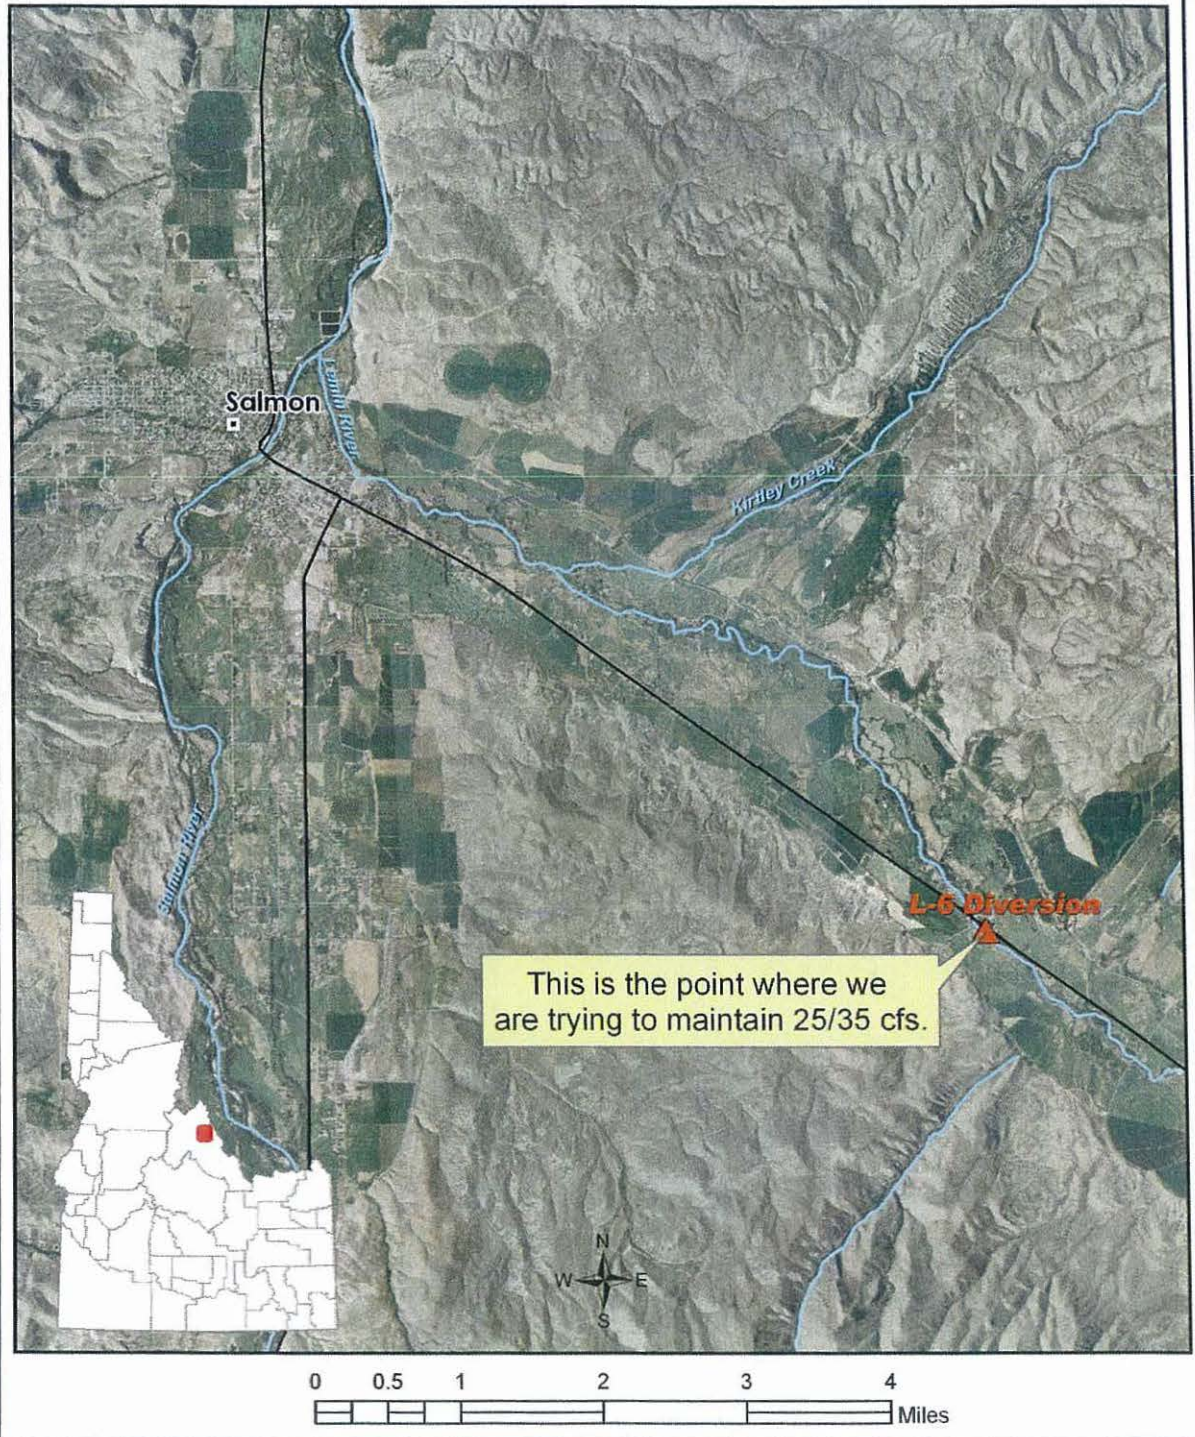 Salmon
Lemhi River
Kirtley Creek
Salmon River
L-6 Diversion
This is the point where we
are trying to maintain 25/35 cfs.
N
W E
S
0 0.5 1 2 3 4
Miles